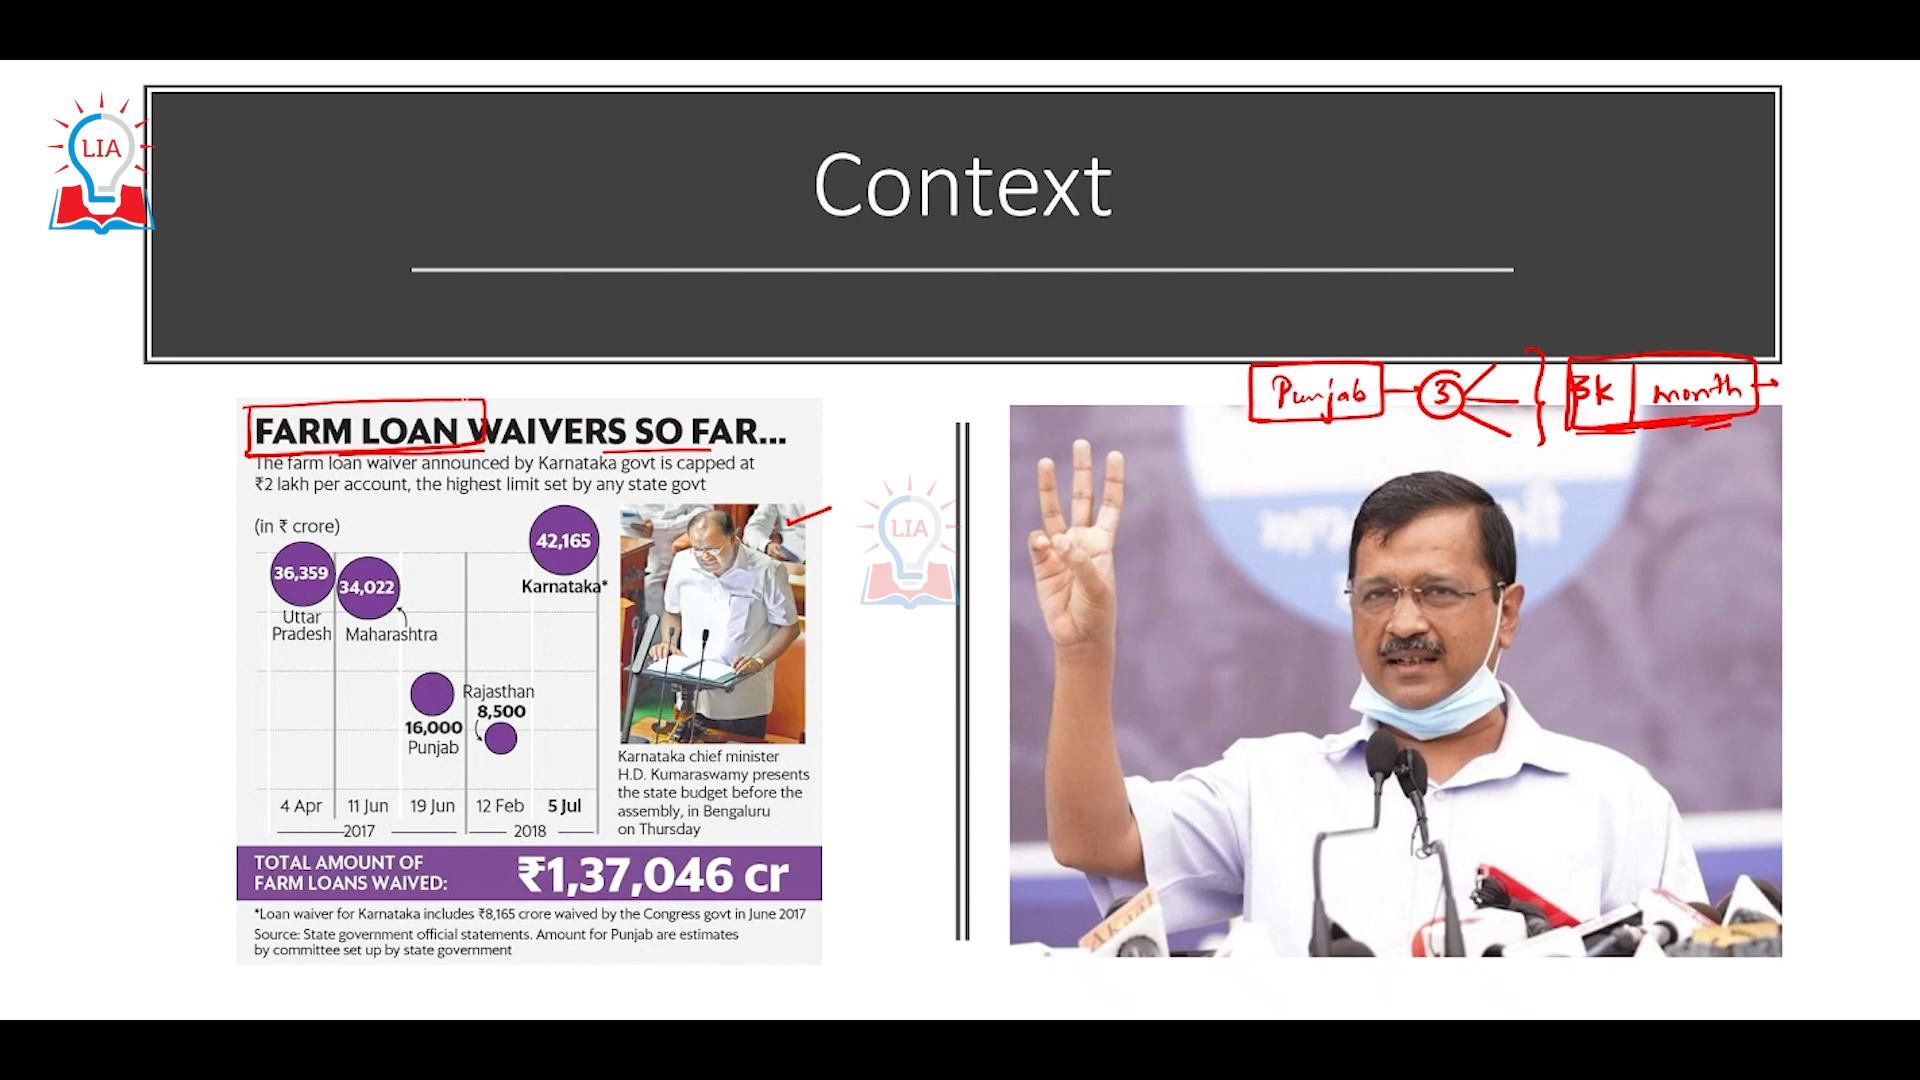 LIA
Context
Punjab
3
3k
month
FARM LOAN WAIVERS SO FAR...
The farm loan waiver announced by Karnataka govt is capped at
₹2 lakh per account, the highest limit set by any state govt
(in ₹ crore)
42,165
Karnataka*
36,359
Uttar
Pradesh
34,022
Maharashtra
16,000
Punjab
Rajasthan
8,500
4 Apr 11 Jun 19 Jun 12 Feb 5 Jul
2017 2018
Karnataka chief minister
H.D. Kumaraswamy presents
the state budget before the
assembly, in Bengaluru
on Thursday
TOTAL AMOUNT OF
FARM LOANS WAIVED:
₹1,37,046 cr
*Loan waiver for Karnataka includes ₹8,165 crore waived by the Congress govt in June 2017
Source: State government official statements. Amount for Punjab are estimates
by committee set up by state government
LIA
Akaal